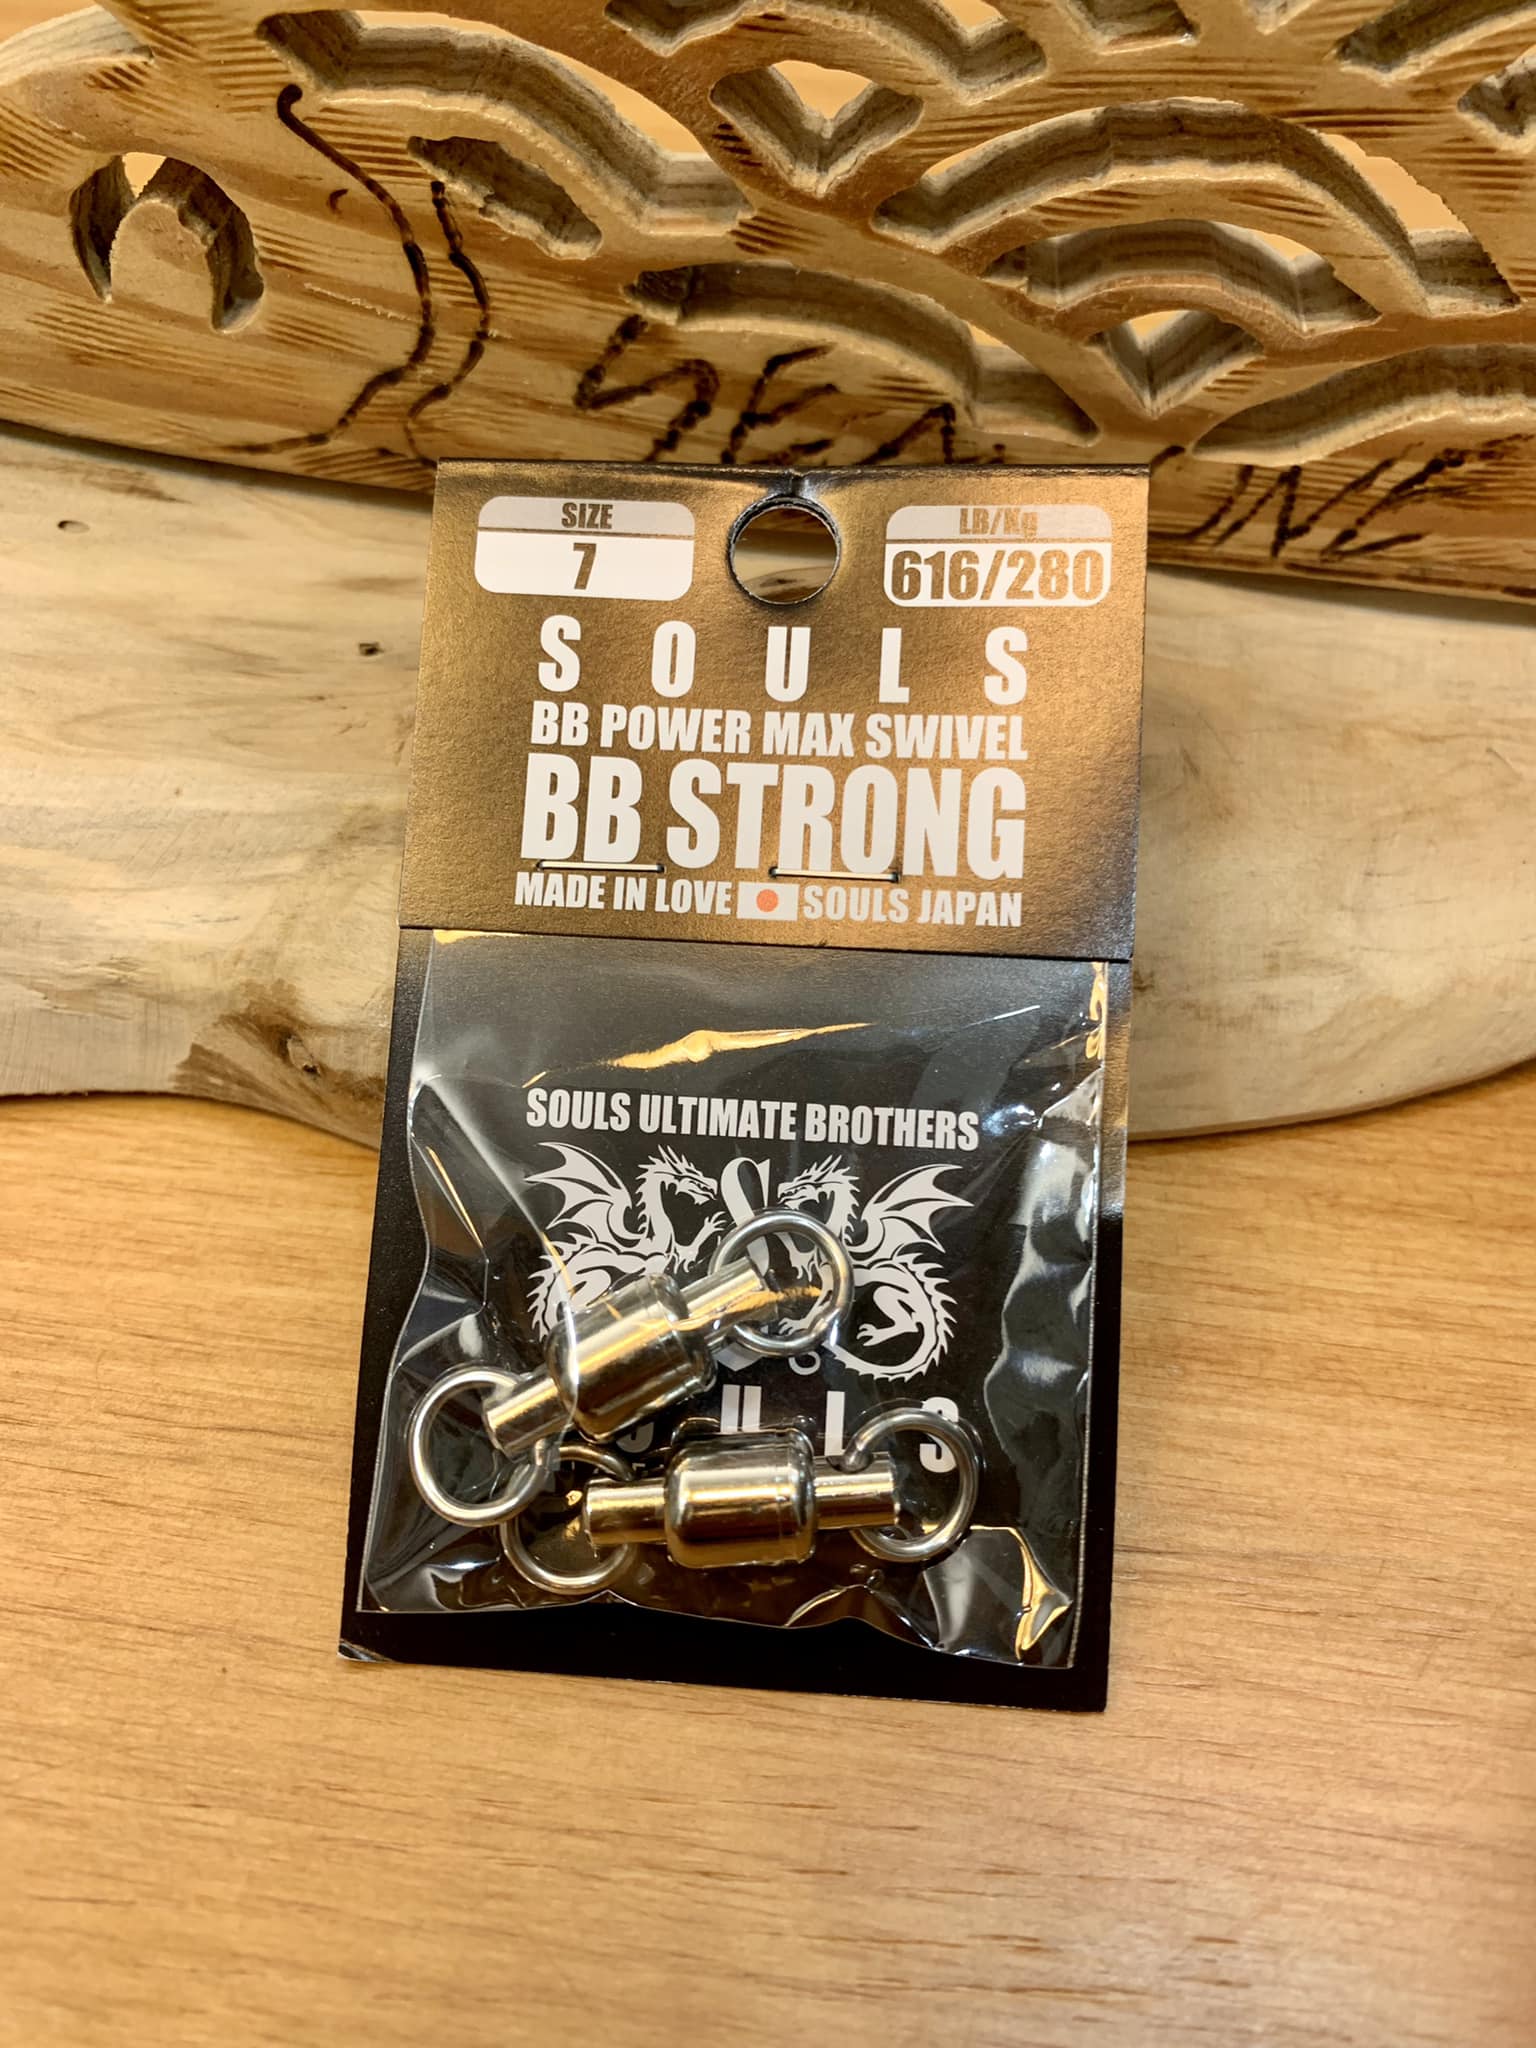 SIZE
7
LB/Kg
616/280
SOULS
BB POWER MAX SWIVEL
BB STRONG
MADE IN LOVE SOULS JAPAN
SOULS ULTIMATE BROTHERS